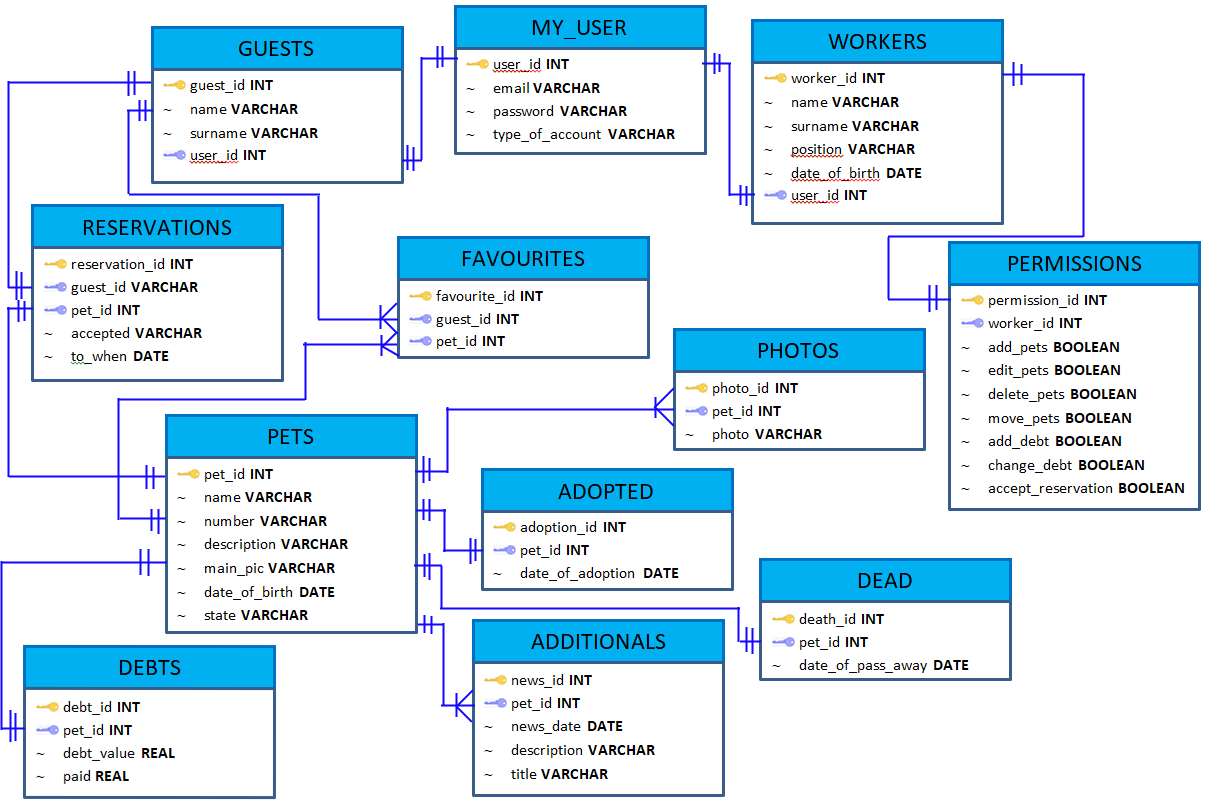 GUESTS
guest_id INT
~ name VARCHAR
~ surname VARCHAR
user_id INT
MY_USER
user_id INT
~ email VARCHAR
~ password VARCHAR
~ type_of_account VARCHAR
WORKERS
worker_id INT
~ name VARCHAR
~ surname VARCHAR
~ position VARCHAR
~ date_of_birth DATE
user_id INT
RESERVATIONS
reservation_id INT
guest_id VARCHAR
pet_id INT
~ accepted VARCHAR
~ to_when DATE
FAVOURITES
favourite_id INT
guest_id INT
pet_id INT
PERMISSIONS
permission_id INT
worker_id INT
~ add_pets BOOLEAN
~ edit_pets BOOLEAN
~ delete_pets BOOLEAN
~ move_pets BOOLEAN
~ add_debt BOOLEAN
~ change_debt BOOLEAN
~ accept_reservation BOOLEAN
PHOTOS
photo_id INT
pet_id INT
~ photo VARCHAR
PETS
pet_id INT
~ name VARCHAR
~ number VARCHAR
~ description VARCHAR
~ main_pic VARCHAR
~ date_of_birth DATE
~ state VARCHAR
ADOPTED
adoption_id INT
pet_id INT
~ date_of_adoption DATE
DEAD
death_id INT
pet_id INT
~ date_of_pass_away DATE
ADDITIONALS
news_id INT
pet_id INT
~ news_date DATE
~ description VARCHAR
~ title VARCHAR
DEBTS
debt_id INT
pet_id INT
~ debt_value REAL
~ paid REAL